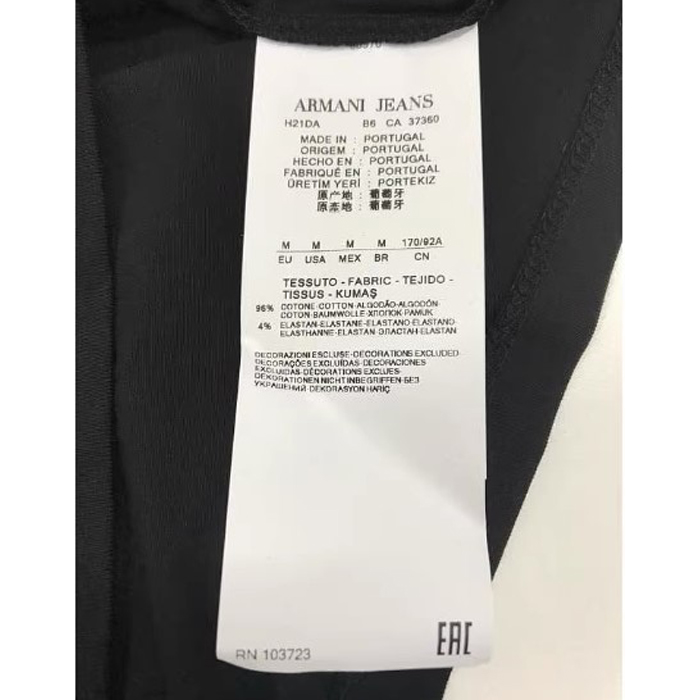 ARMANI JEANS
H21DA B6 CA 37360
MADE IN : PORTUGAL
ORIGEM : PORTUGAL
HECHO EN : PORTUGAL
FABRIQUÉ EN : PORTUGAL
ÜRETİM YERİ : PORTEKIZ
原产地 : 葡萄牙
原產地 : 葡萄牙
M M M M 170/92A
EU USA MEX BR CN
TESSUTO - FABRIC - TEJIDO -
TISSUS - KUMAŞ
96% COTONE-COTTON-ALGODÃO-ALGODÓN-
COTON-BAUMWOLLE-ХЛОПОК-PAMUK
4% ELASTAN-ELASTANE-ELASTANO-ELASTANO-
ELASTHANNE-ELASTAN-ЭЛАСТАН-ELASTAN
DECORAZIONI ESCLUSE-DECORATIONS EXCLUDED-
DECORAÇÕES EXCLUÍDAS-DECORACIONES
EXCLUIDAS-DÉCORATIONS EXCLUES-
DEKORATIONEN NICHT INBEGRIFFEN-БЕЗ
УКРАШЕНИЙ DEKORASYON HARIÇ
RN 103723
EAC